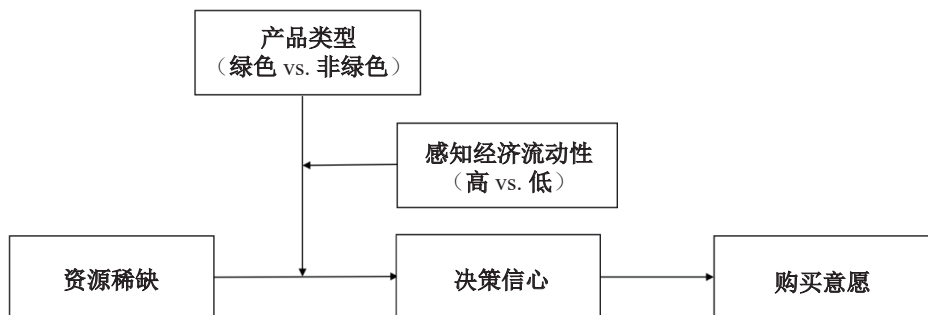 产品类型
（绿色 vs. 非绿色）
感知经济流动性
（高 vs. 低）
资源稀缺
决策信心
购买意愿